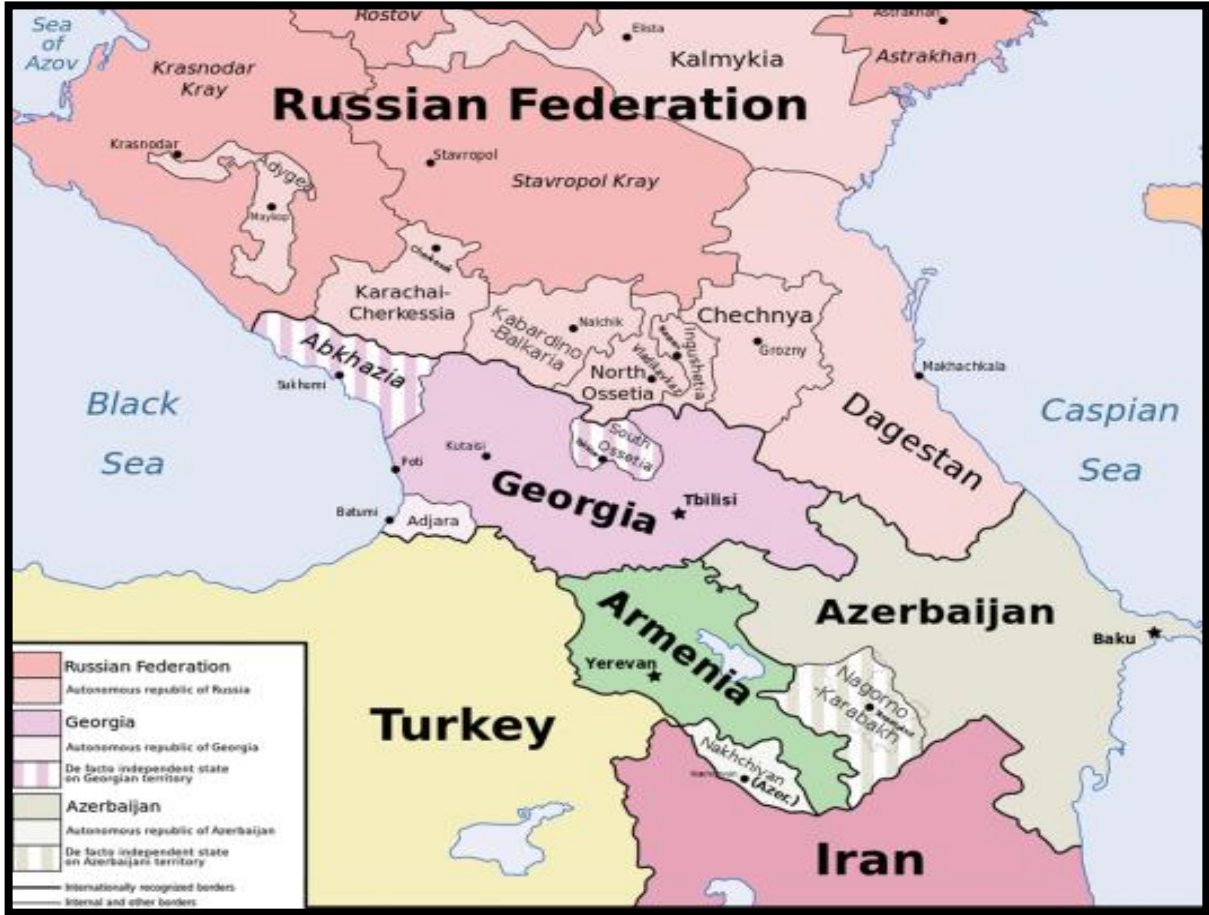 Sea
of
Azov
Rostov
Elista
Astrakhan
Kalmykia
Astrakhan
Krasnodar
Kray
Russian Federation
Krasnodar
Stavropol
Adygea
Stavropol Kray
Maykop
Cherkessk
Karachai-
Cherkessia
Kabardino
-Balkaria
Nalchik
Ingushetia
Vladikavkaz
North
Ossetia
Chechnya
Grozny
Makhachkala
Abkhazia
Sukhumi
Black
Sea
Dagestan
Caspian
Sea
South
Ossetia
Kutaisi
Poti
Georgia
Tbilisi
Batumi
Adjara
Armenia
Azerbaijan
Baku
Yerevan
Nagorno
-Karabakh
Turkey
Nakhchivan
(Azer.)
Iran
Russian Federation
Autonomous republic of Russia
Georgia
Autonomous republic of Georgia
De facto independent state
on Georgian territory
Azerbaijan
Autonomous republic of Azerbaijan
De facto independent state
on Azerbaijani territory
Internationally recognized borders
Internal and other borders